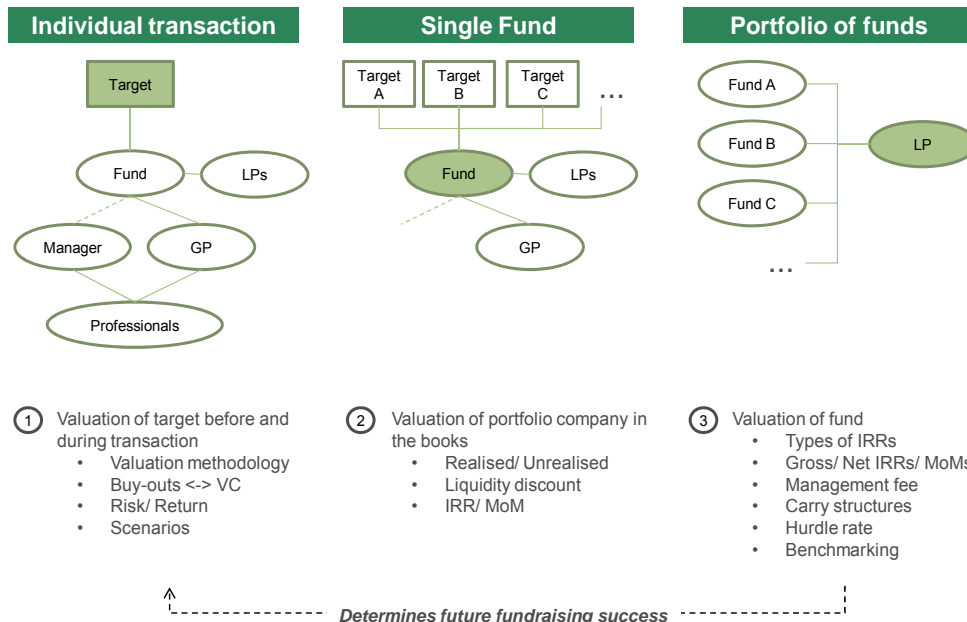 Individual transaction
Target
Fund
LPs
Manager
GP
Professionals
Single Fund
Target
A
Target
B
Target
C
...
Fund
LPs
GP
Portfolio of funds
Fund A
Fund B
Fund C
...
LP
1
Valuation of target before and
during transaction
• Valuation methodology
• Buy-outs <-> VC
• Risk/ Return
• Scenarios
2
Valuation of portfolio company in
the books
• Realised/ Unrealised
• Liquidity discount
• IRR/ MoM
3
Valuation of fund
• Types of IRRs
• Gross/ Net IRRs/ MoMs
• Management fee
• Carry structures
• Hurdle rate
• Benchmarking
Determines future fundraising success